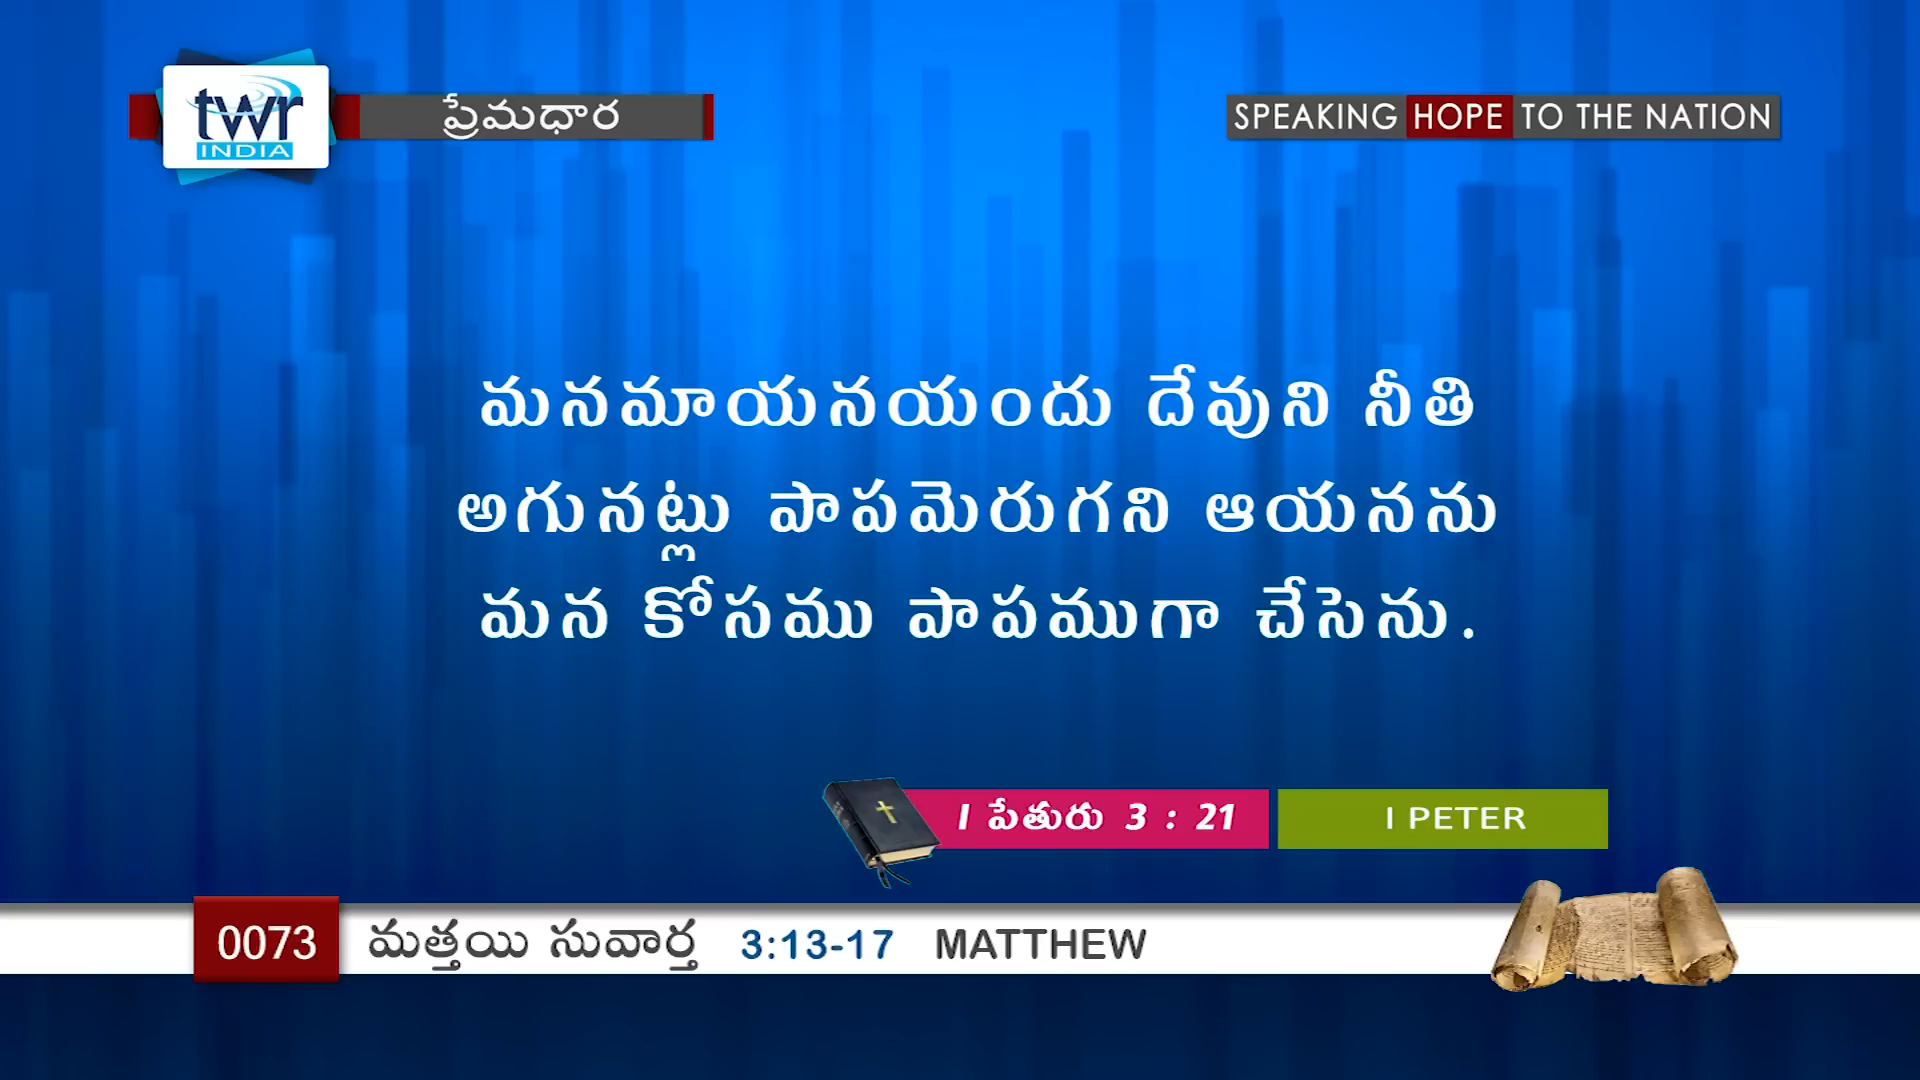 twr
INDIA
ప్రేమధార
SPEAKING HOPE TO THE NATION
మనమాయనయందు దేవుని నీతి
అగునట్లు పాపమెరుగని ఆయనను
మన కోసము పాపముగా చేసెను.
I పేతురు 3 : 21
I PETER
0073 మత్తయి సువార్త 3:13-17 MATTHEW